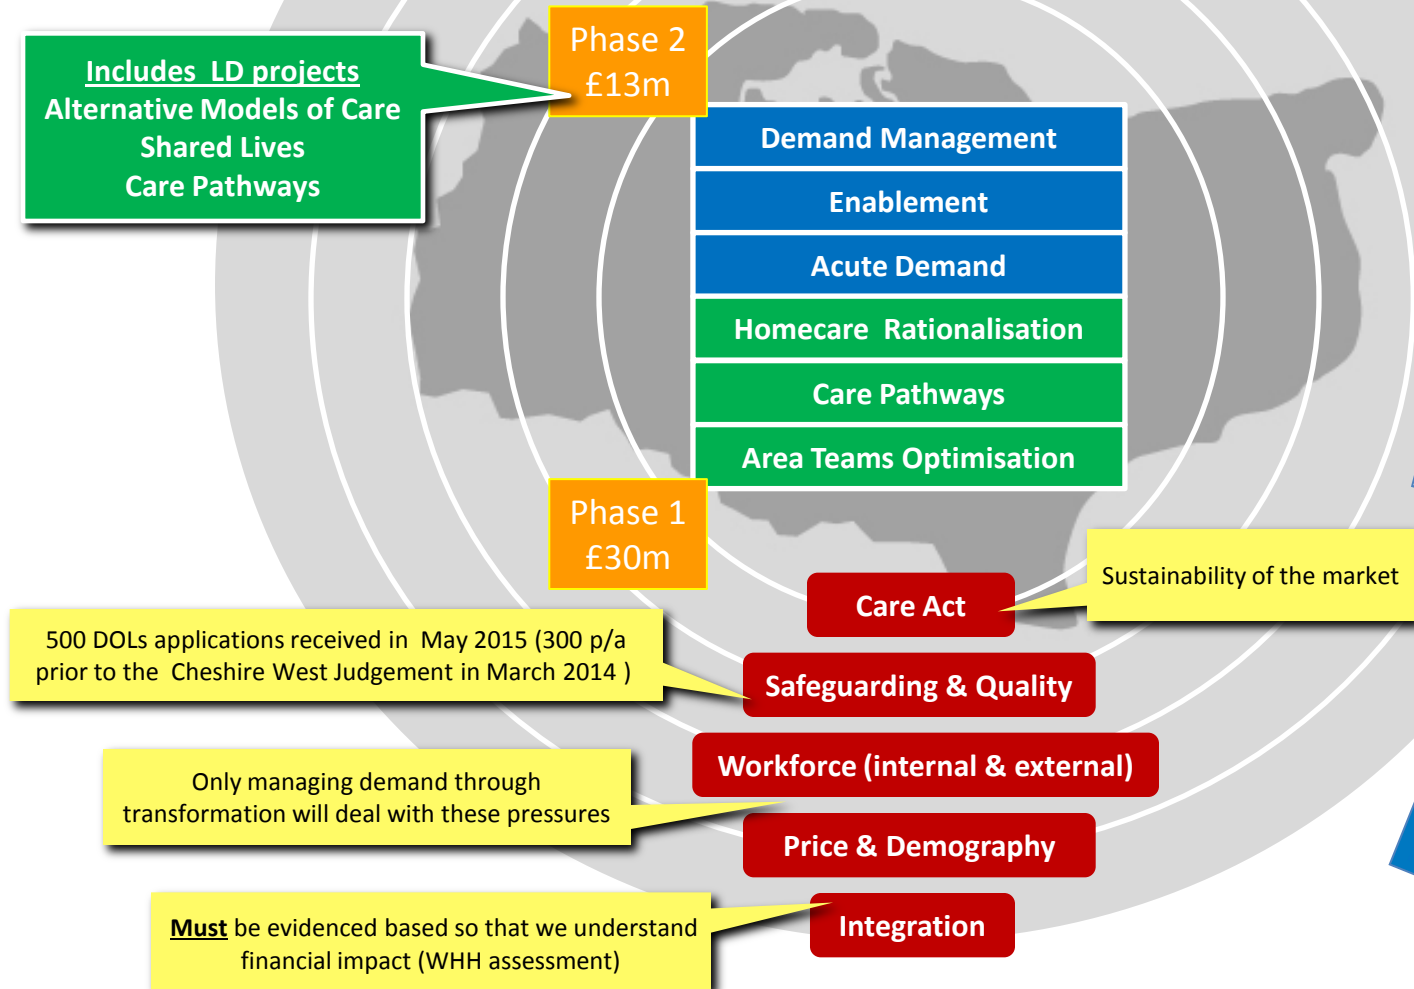 Includes LD projects
Alternative Models of Care
Shared Lives
Care Pathways
Phase 2
£13m
Demand Management
Enablement
Acute Demand
Homecare Rationalisation
Care Pathways
Area Teams Optimisation
Phase 1
£30m
Care Act
Sustainability of the market
500 DOLs applications received in May 2015 (300 p/a
prior to the Cheshire West Judgement in March 2014 )
Safeguarding & Quality
Workforce (internal & external)
Only managing demand through
transformation will deal with these pressures
Price & Demography
Must be evidenced based so that we understand
financial impact (WHH assessment)
Integration